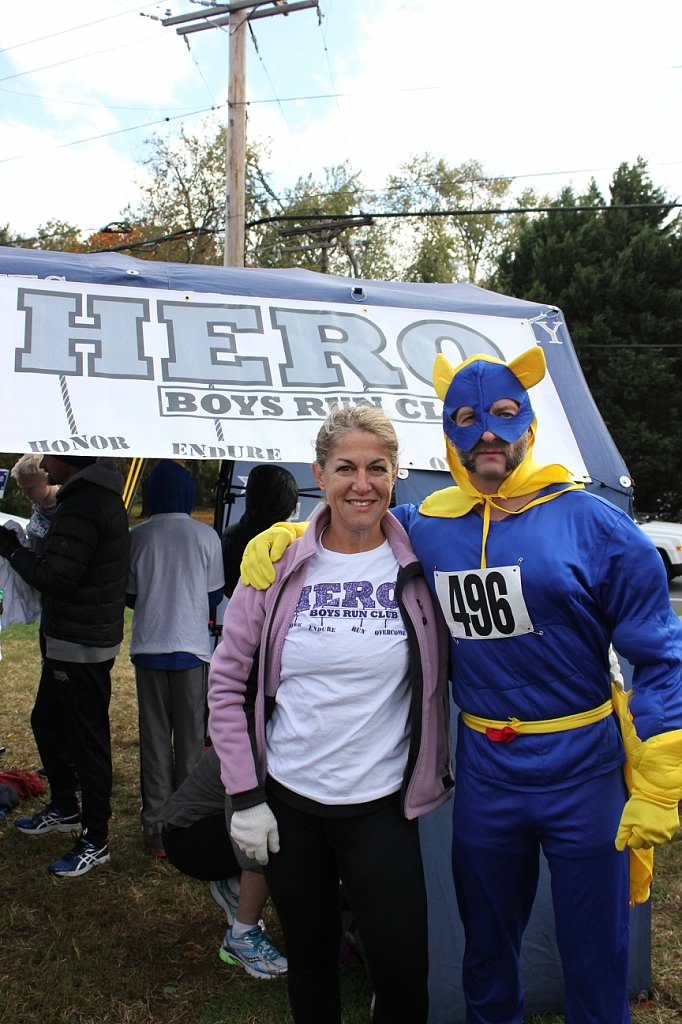 HERO
BOYS RUN CL
HONOR ENDURE
HERO
BOYS RUN CLUB
ENDURE RUN OVERCOME
496